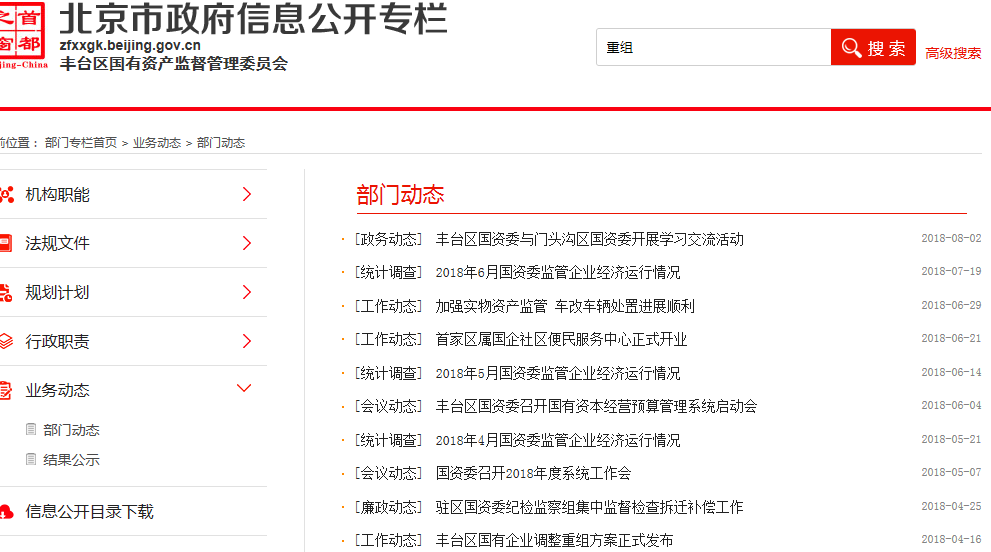 首都之窗
北京市政府信息公开专栏
zfxxgk.beijing.gov.cn
丰台区国有资产监督管理委员会
jing-China
重组
搜索
高级搜索
前位置： 部门专栏首页 > 业务动态 > 部门动态
机构职能
法规文件
规划计划
行政职责
业务动态
部门动态
结果公示
信息公开目录下载
部门动态
· [政务动态] 丰台区国资委与门头沟区国资委开展学习交流活动 2018-08-02
· [统计调查] 2018年6月国资委监管企业经济运行情况 2018-07-19
· [工作动态] 加强实物资产监管 车改车辆处置进展顺利 2018-06-29
· [工作动态] 首家区属国企社区便民服务中心正式开业 2018-06-21
· [统计调查] 2018年5月国资委监管企业经济运行情况 2018-06-14
· [会议动态] 丰台区国资委召开国有资本经营预算管理系统启动会 2018-06-04
· [统计调查] 2018年4月国资委监管企业经济运行情况 2018-05-21
· [会议动态] 国资委召开2018年度系统工作会 2018-05-07
· [廉政动态] 驻区国资委纪检监察组集中监督检查拆迁补偿工作 2018-04-25
· [工作动态] 丰台区国有企业调整重组方案正式发布 2018-04-16